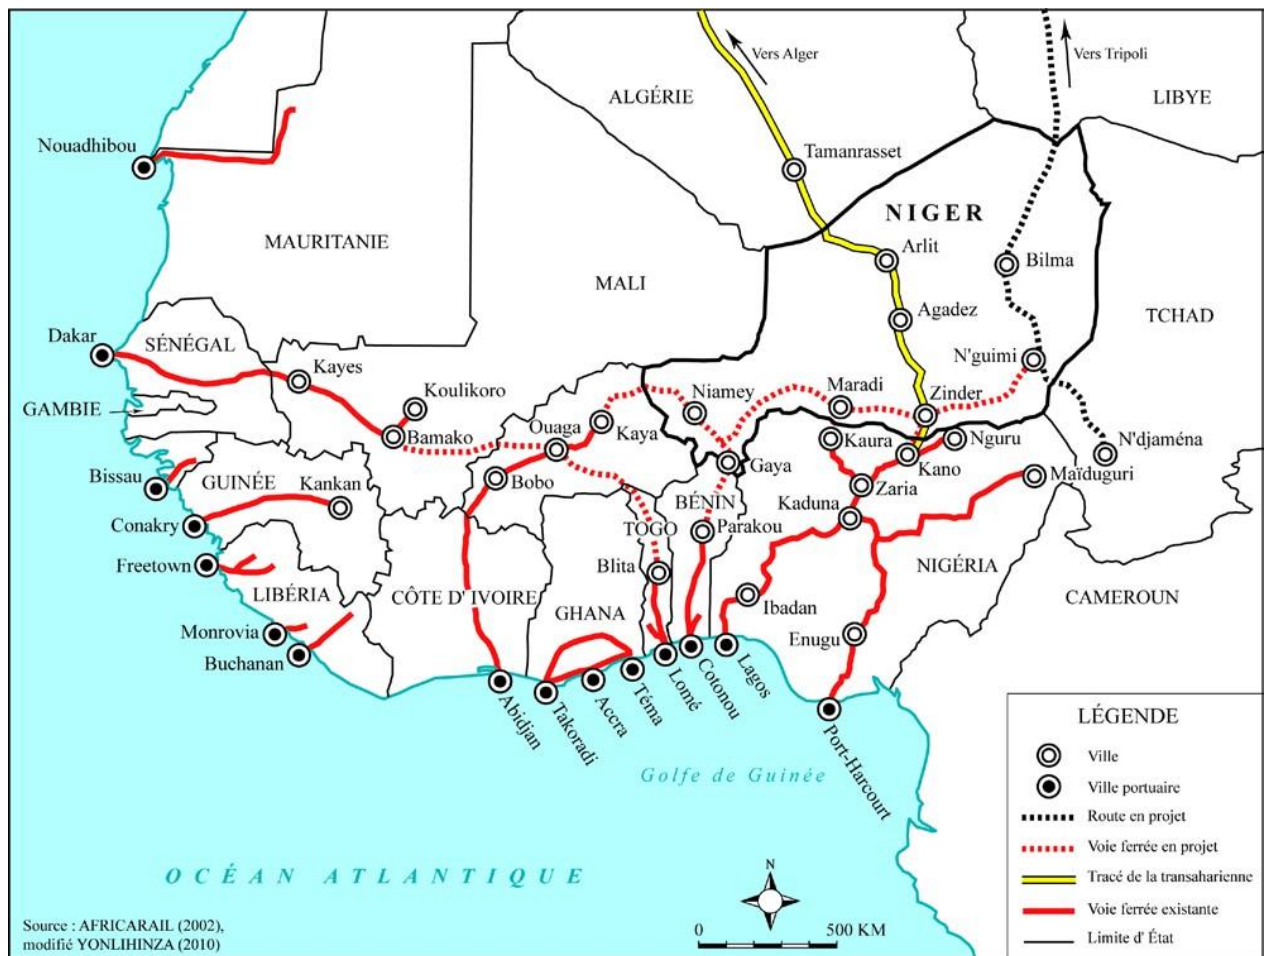 Vers Alger
Vers Tripoli
ALGÉRIE
LIBYE
Nouadhibou
Tamanrasset
NIGER
MAURITANIE
Arlit
Bilma
MALI
Agadez
TCHAD
Dakar
SÉNÉGAL
Kayes
N'guimi
Koulikoro
Niamey
Maradi
Zinder
GAMBIE
Bamako
Ouaga
Kaya
Kaura
Nguru
N'djaména
Gaya
Kano
Bissau
GUINÉE
Kankan
Bobo
Zaria
Maïduguri
BÉNIN
Kaduna
Conakry
TOGO
Parakou
Freetown
Blita
NIGÉRIA
LIBÉRIA
CÔTE D' IVOIRE
GHANA
Ibadan
CAMEROUN
Monrovia
Enugu
Buchanan
Abidjan
Takoradi
Accra
Téma
Lomé
Cotonou
Lagos
Port-Harcourt
Golfe de Guinée
OCÉAN ATLANTIQUE
LÉGENDE
Ville
Ville portuaire
Route en projet
Voie ferrée en projet
Tracé de la transaharienne
Voie ferrée existante
Limite d' État
N
0 500 KM
Source : AFRICARAIL (2002),
modifié YONLIHINZA (2010)